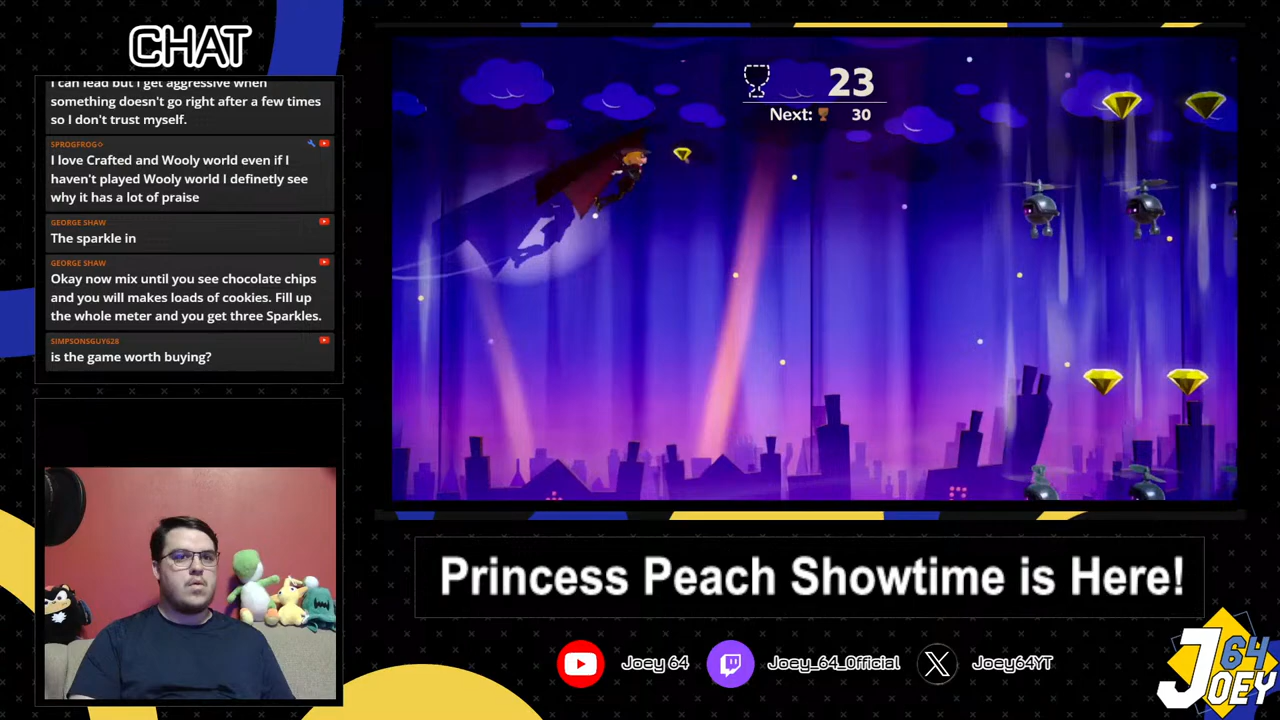 CHAT
I can lead but I get aggressive when
something doesn't go right after a few times
so I don't trust myself.
SPROGFROG
I love Crafted and Wooly world even if I
haven't played Wooly world I definetly see
why it has a lot of praise
GEORGE SHAW
The sparkle in
GEORGE SHAW
Okay now mix until you see chocolate chips
and you will makes loads of cookies. Fill up
the whole meter and you get three Sparkles.
SIMPSONSGUY628
is the game worth buying?
23
Next: 30
Princess Peach Showtime is Here!
Joey 64
Joey_64_Official
Joey64YT
J 64
OEY